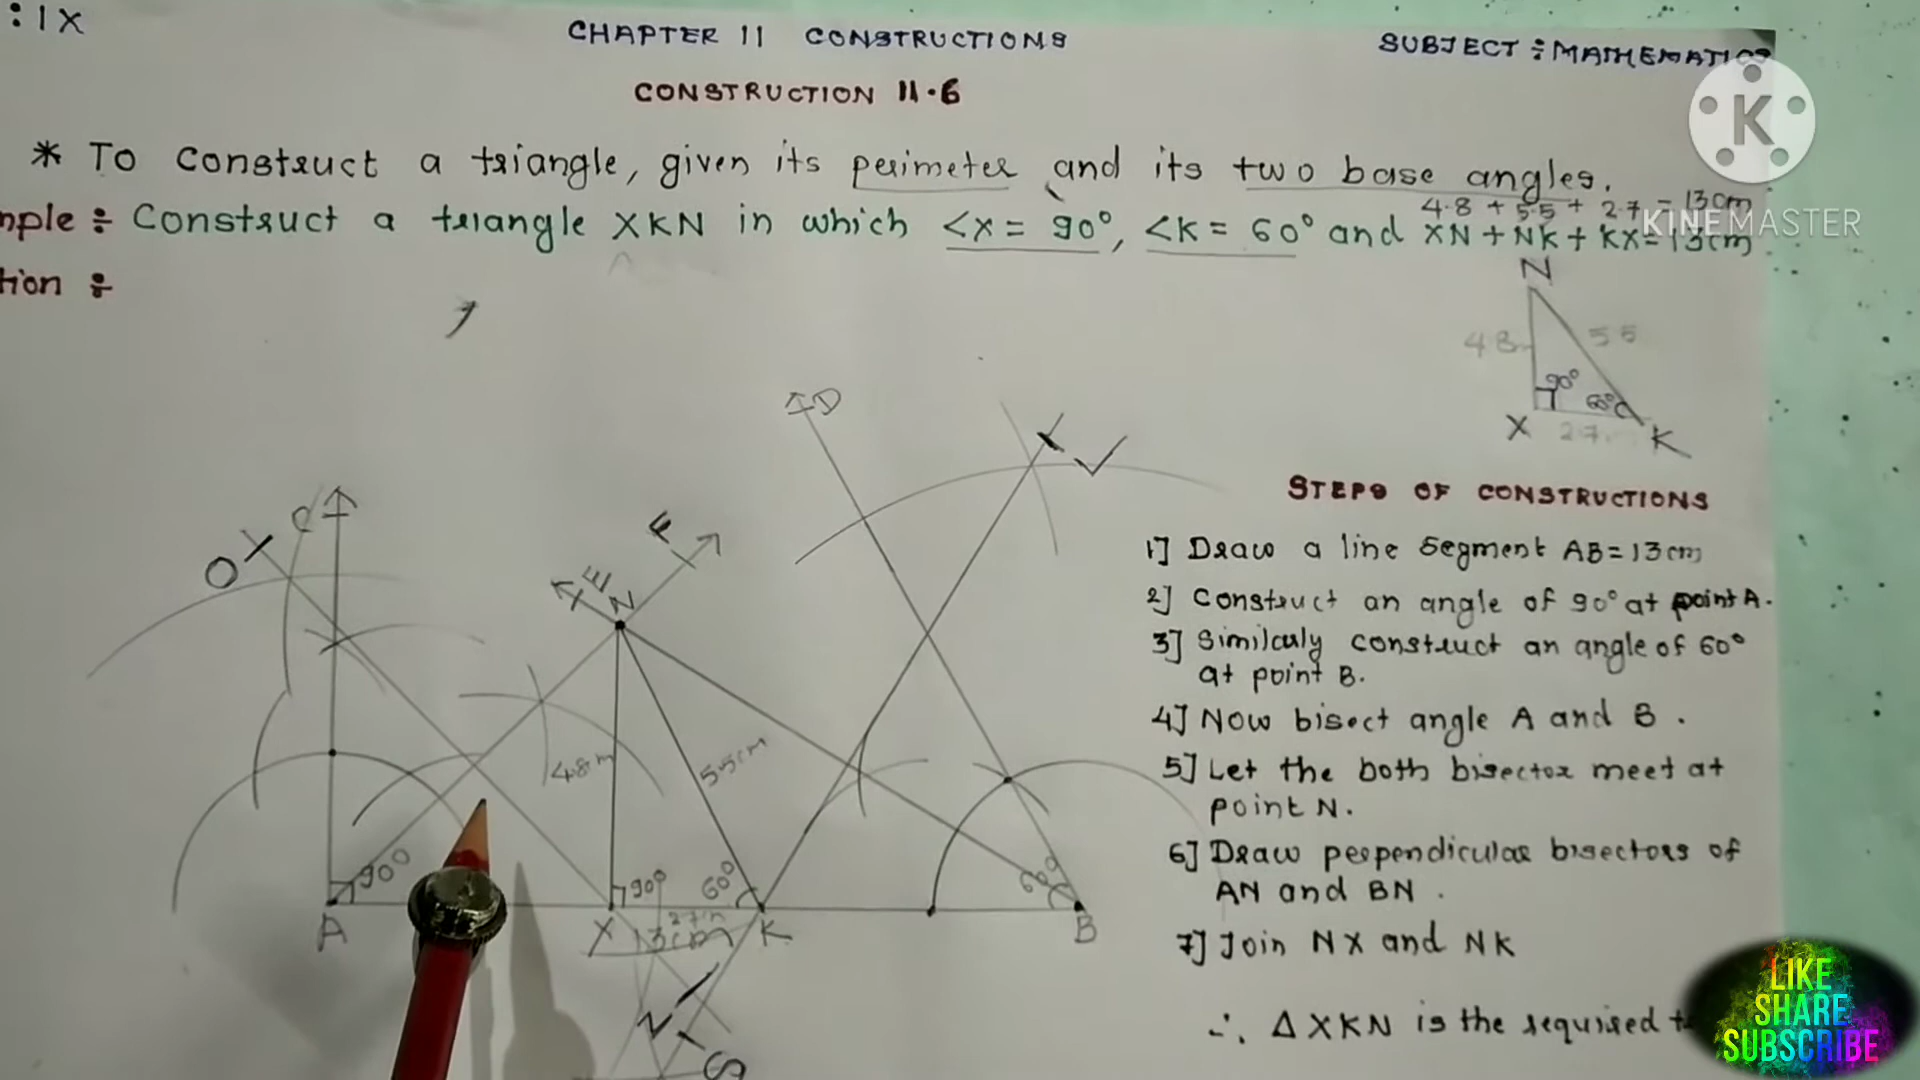 : IX
CHAPTER 11 CONSTRUCTIONS
SUBJECT ÷ MATHEMATICS
CONSTRUCTION 11.6
K
KINEMASTER
* To construct a triangle, given its perimeter and its two base angles.
4.8 + 5.5 + 2.7 = 13cm
mple ÷ Construct a triangle XKN in which <X = 90°, <K = 60° and XN + NK + KX = 13cm
tion ÷
N
4.8
5.5
90°
60°
X
2.7
K
D
C
O
F
E
N
4.8
5.5cm
90°
90°
60°
60°
2.7
A
X
13cm
K
B
S
STEPS OF CONSTRUCTIONS
1] Draw a line segment AB = 13 cm
2] Construct an angle of 90° at point A.
3] Similarly construct an angle of 60°
at point B.
4] Now bisect angle A and B .
5] Let the both bisector meet at
point N.
6] Draw perpendicular bisectors of
AN and BN .
7] Join NX and NK
∴ Δ XKN is the required
LIKE
SHARE
SUBSCRIBE